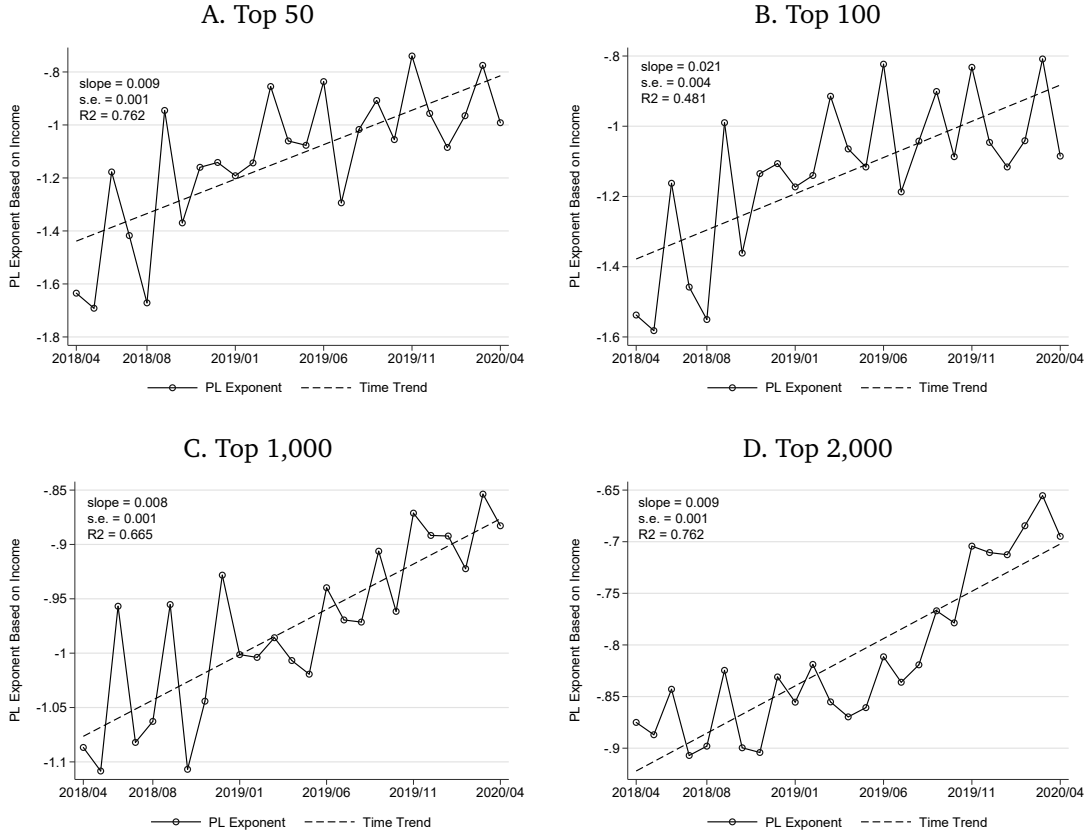 A. Top 50
slope = 0.009
s.e. = 0.001
R2 = 0.762
PL Exponent Based on Income
-.8
-1
-1.2
-1.4
-1.6
-1.8
2018/04 2018/08 2019/01 2019/06 2019/11 2020/04
PL Exponent Time Trend
B. Top 100
slope = 0.021
s.e. = 0.004
R2 = 0.481
PL Exponent Based on Income
-.8
-1
-1.2
-1.4
-1.6
2018/04 2018/08 2019/01 2019/06 2019/11 2020/04
PL Exponent Time Trend
C. Top 1,000
slope = 0.008
s.e. = 0.001
R2 = 0.665
PL Exponent Based on Income
-.85
-.9
-.95
-1
-1.05
-1.1
2018/04 2018/08 2019/01 2019/06 2019/11 2020/04
PL Exponent Time Trend
D. Top 2,000
slope = 0.009
s.e. = 0.001
R2 = 0.762
PL Exponent Based on Income
-.65
-.7
-.75
-.8
-.85
-.9
2018/04 2018/08 2019/01 2019/06 2019/11 2020/04
PL Exponent Time Trend